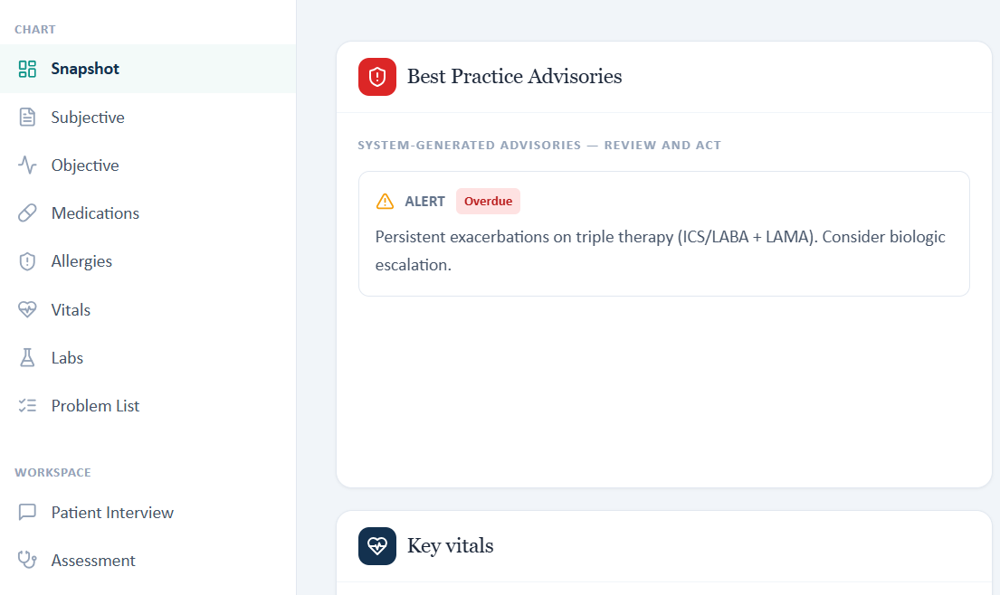 CHART
Snapshot
Subjective
Objective
Medications
Allergies
Vitals
Labs
Problem List
WORKSPACE
Patient Interview
Assessment
Best Practice Advisories
SYSTEM-GENERATED ADVISORIES — REVIEW AND ACT
ALERT Overdue
Persistent exacerbations on triple therapy (ICS/LABA + LAMA). Consider biologic
escalation.
Key vitals